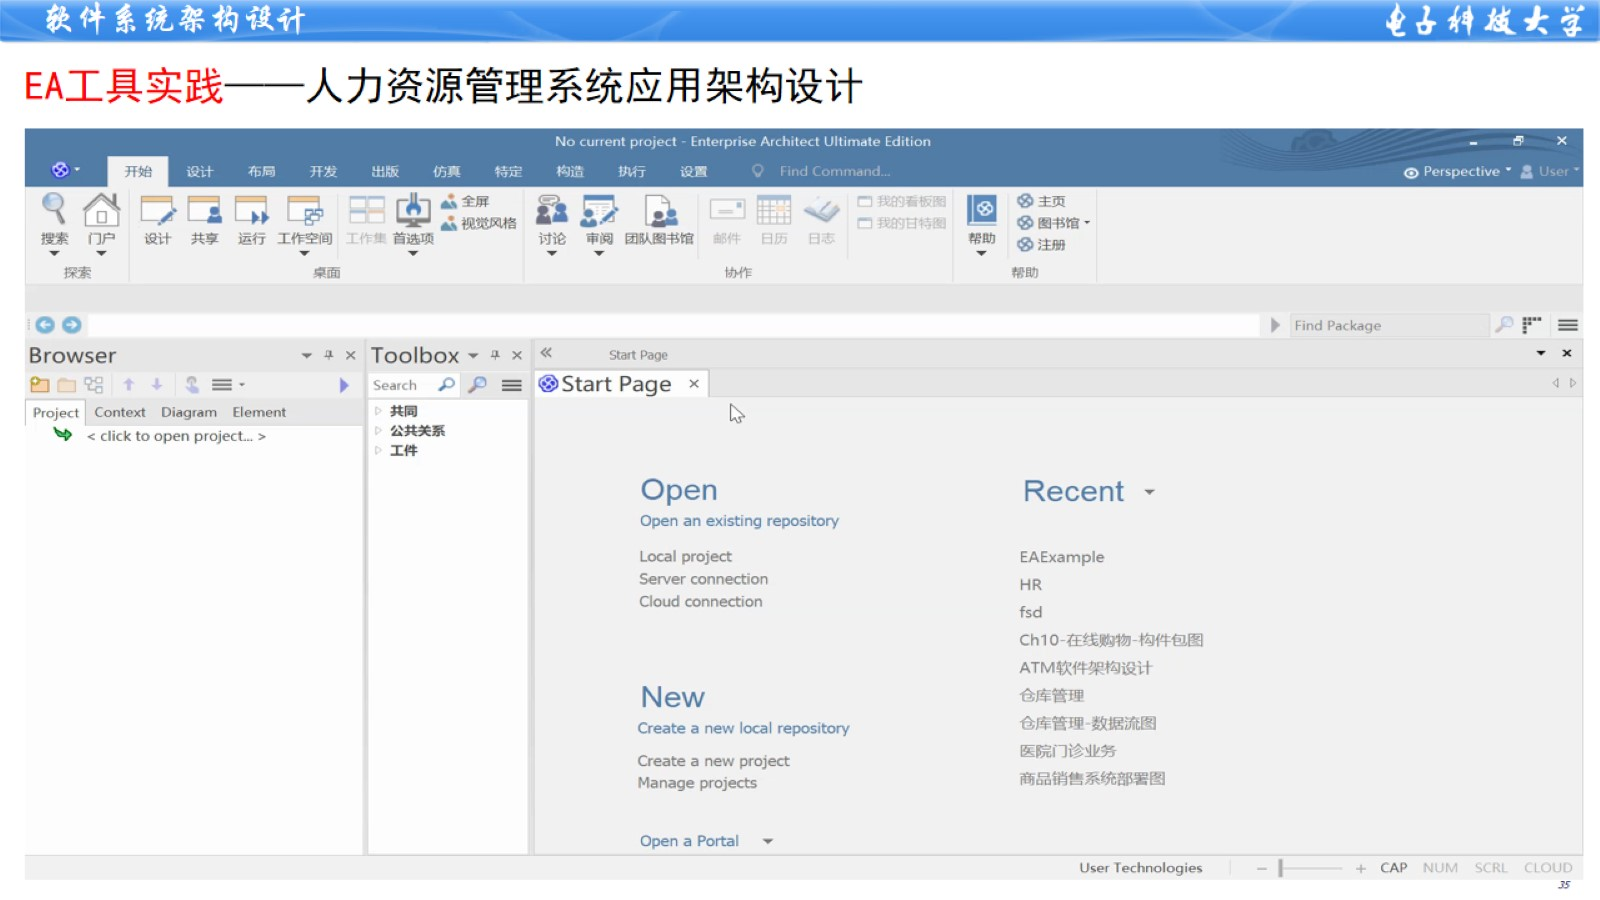 软件系统架构设计
电子科技大学
EA工具实践——人力资源管理系统应用架构设计
No current project - Enterprise Architect Ultimate Edition
开始 设计 布局 开发 出版 仿真 特定 构造 执行 设置 Find Command... Perspective User
搜索 门户 设计 共享 运行 工作空间 工作集 首选项 全屏 视觉风格 讨论 审阅 团队图书馆 邮件 日历 日志 我的看板图 我的甘特图 帮助 主页 图书馆 注册
探索 桌面 协作 帮助
Find Package
Browser
Toolbox
Start Page
Search
Start Page
Project Context Diagram Element
< click to open project... >
共同
公共关系
工件
Open
Open an existing repository
Local project
Server connection
Cloud connection
New
Create a new local repository
Create a new project
Manage projects
Open a Portal
Recent
EAExample
HR
fsd
Ch10-在线购物-构件包图
ATM软件架构设计
仓库管理
仓库管理-数据流图
医院门诊业务
商品销售系统部署图
User Technologies
CAP NUM SCRL CLOUD
35